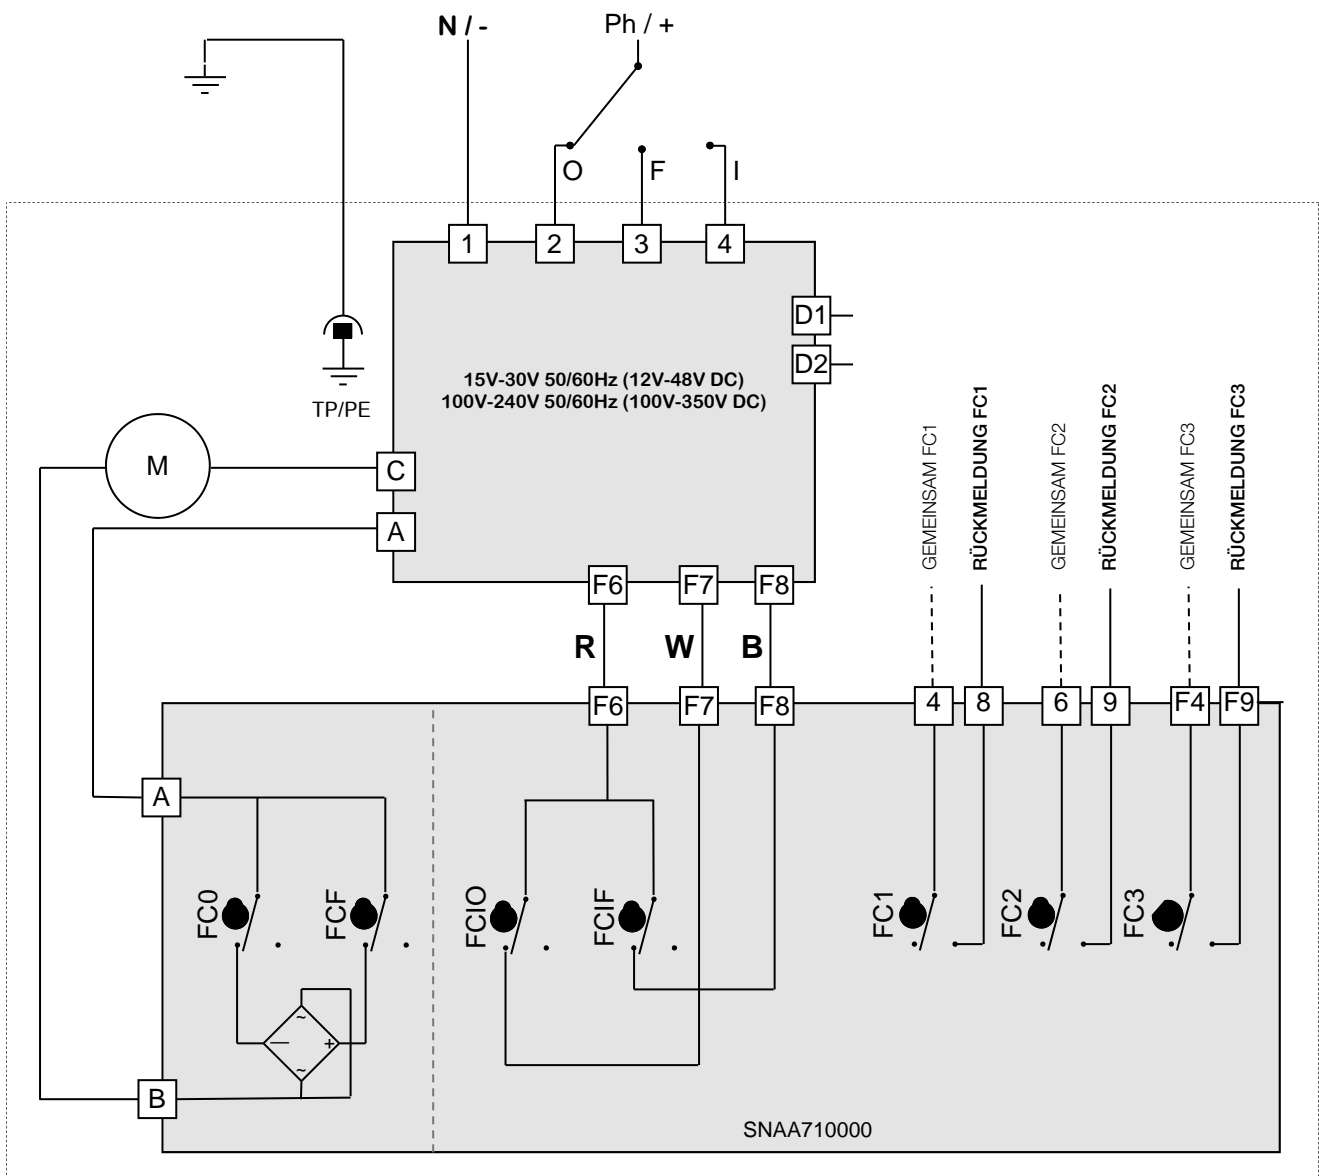 N / -
Ph / +
O
F
I
1
2
3
4
D1
D2
15V-30V 50/60Hz (12V-48V DC)
100V-240V 50/60Hz (100V-350V DC)
TP/PE
M
C
A
GEMEINSAM FC1
RÜCKMELDUNG FC1
GEMEINSAM FC2
RÜCKMELDUNG FC2
GEMEINSAM FC3
RÜCKMELDUNG FC3
F6
F7
F8
R
W
B
F6
F7
F8
4
8
6
9
F4
F9
A
FC0
FCF
FCIO
FCIF
FC1
FC2
FC3
~
—
+
~
B
SNAA710000